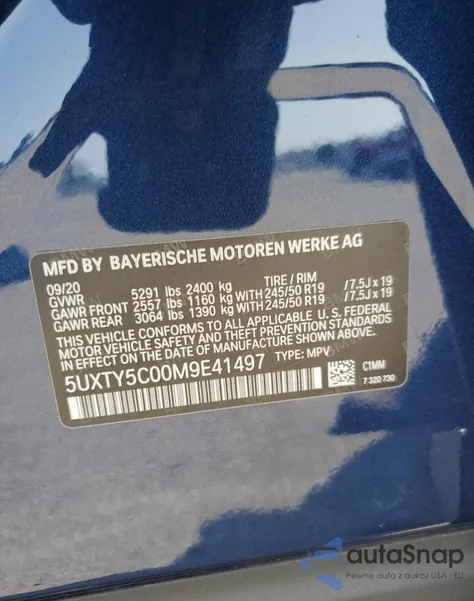 MFD BY BAYERISCHE MOTOREN WERKE AG
09/20
GVWR 5291 lbs 2400 kg TIRE / RIM
GAWR FRONT 2557 lbs 1160 kg WITH 245/50 R19 /7.5J x 19
GAWR REAR 3064 lbs 1390 kg WITH 245/50 R19 /7.5J x 19
THIS VEHICLE CONFORMS TO ALL APPLICABLE U.S. FEDERAL
MOTOR VEHICLE SAFETY AND THEFT PREVENTION STANDARDS
IN EFFECT ON THE DATE OF MANUFACTURE SHOWN ABOVE.
5UXTY5C00M9E41497 TYPE: MPV
C1MM
7 320 730
autoSnap
Pewne auta z aukcji USA i EU